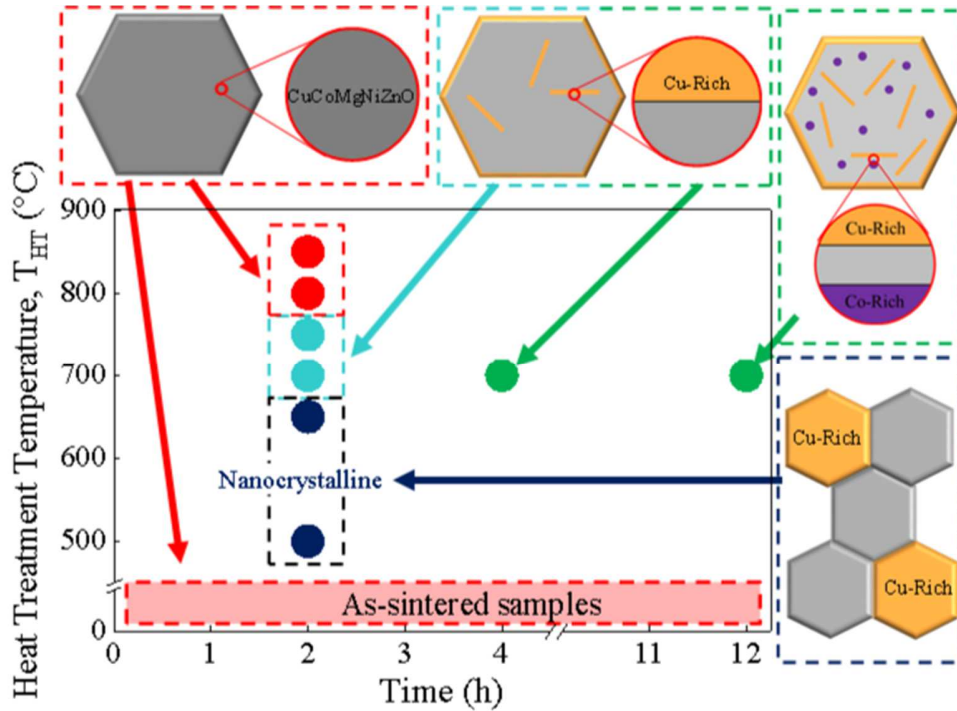 CuCoMgNiZnO
Cu-Rich
Cu-Rich
Co-Rich
Heat Treatment Temperature, T_HT (°C)
900
800
700
600
500
0
Nanocrystalline
As-sintered samples
Cu-Rich
Cu-Rich
0 1 2 3 4 11 12
Time (h)